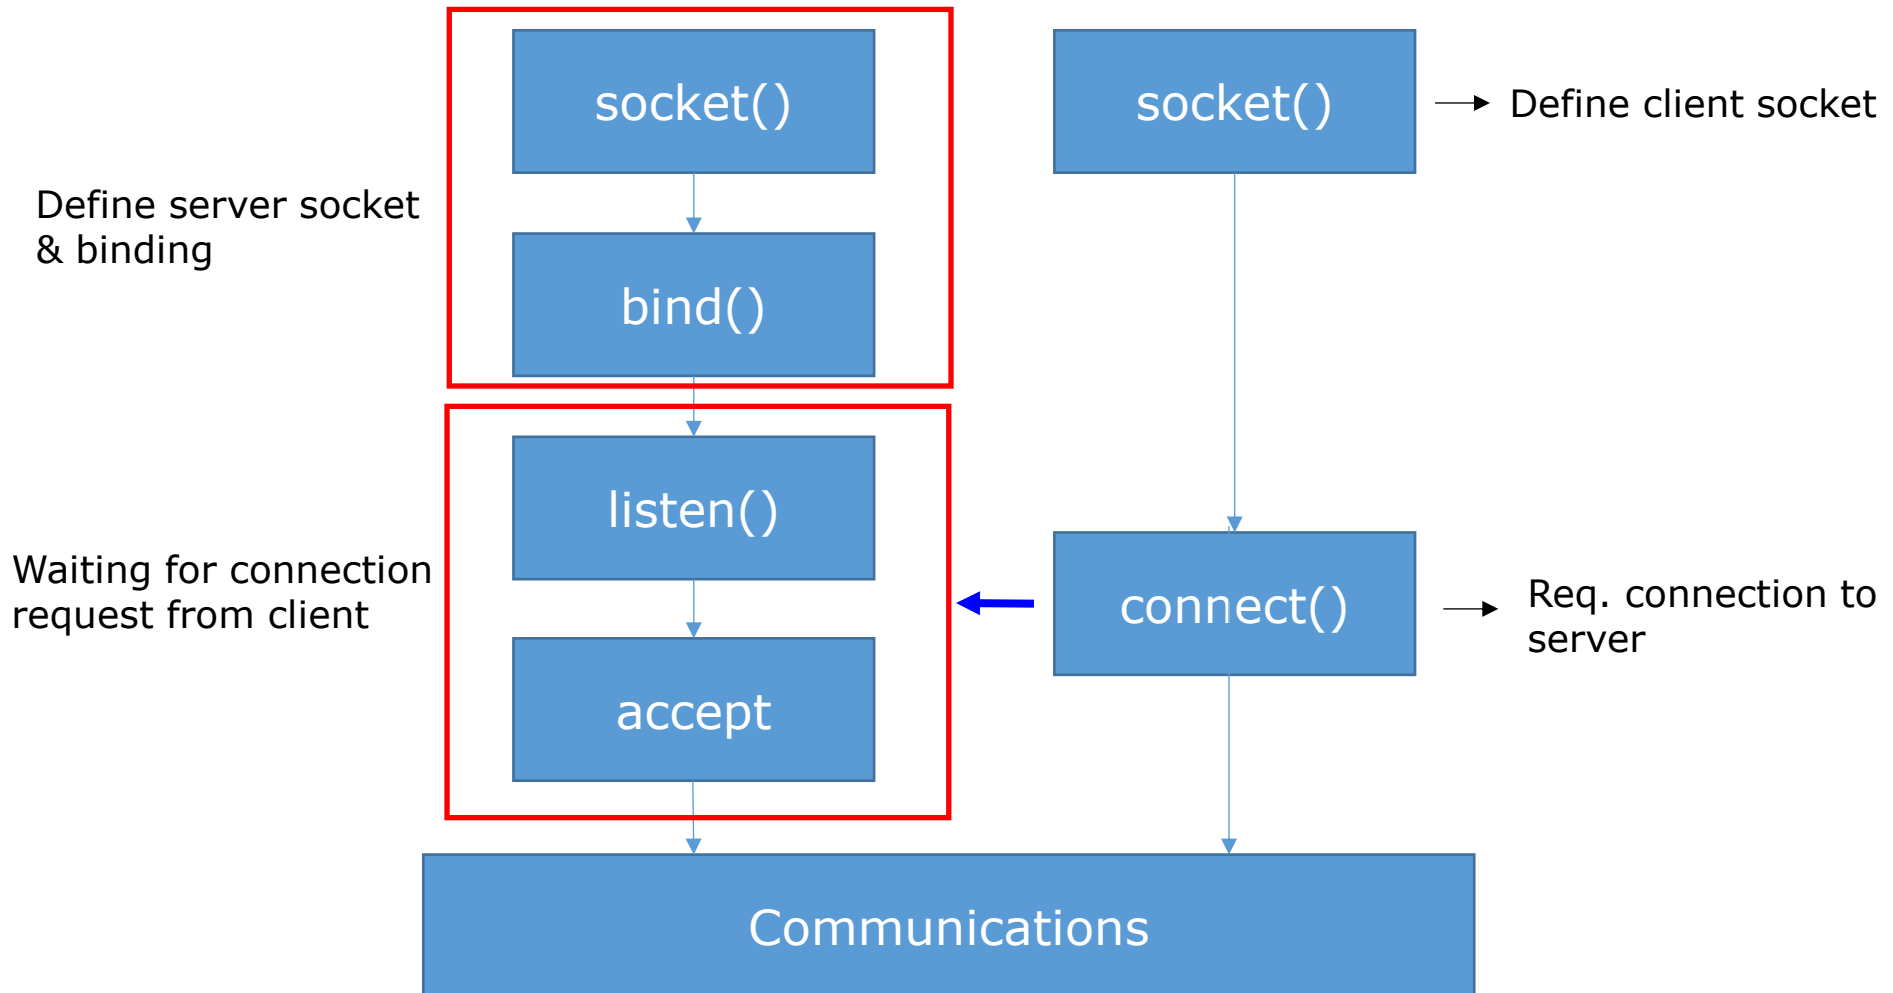 socket()
socket()
Define client socket
Define server socket
& binding
bind()
listen()
Waiting for connection
request from client
connect()
Req. connection to
server
accept
Communications